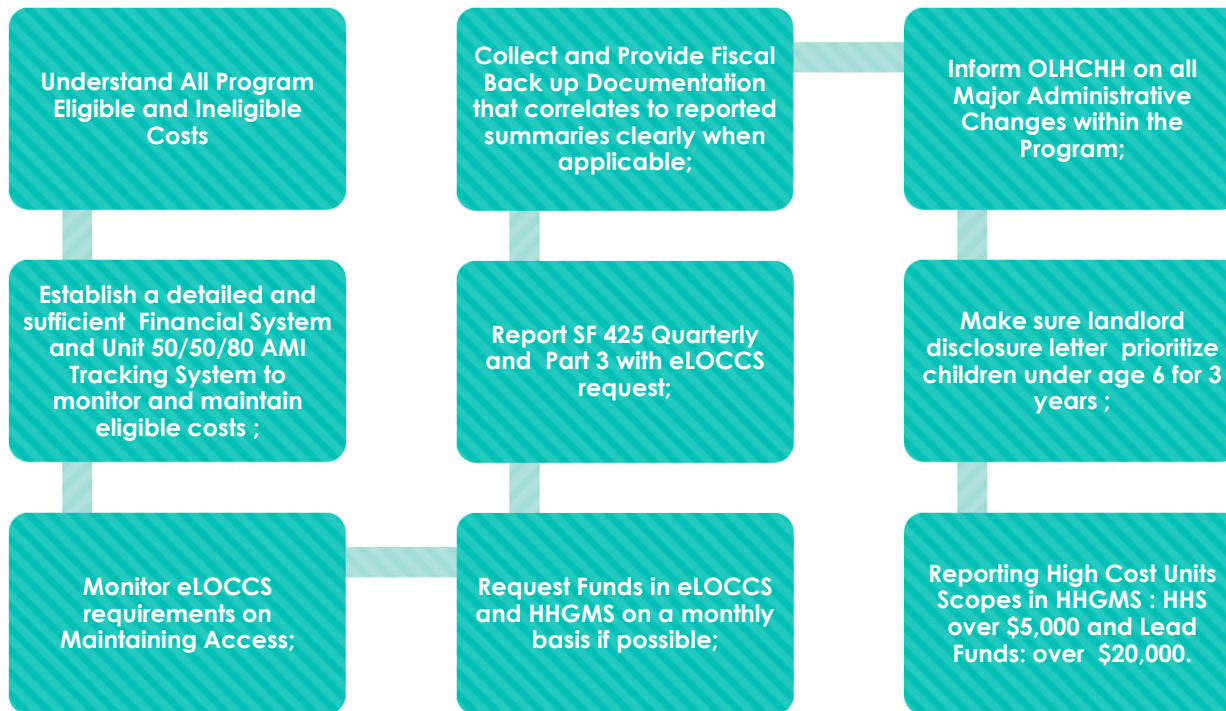 Understand All Program
Eligible and Ineligible
Costs
Establish a detailed and
sufficient Financial System
and Unit 50/50/80 AMI
Tracking System to
monitor and maintain
eligible costs ;
Monitor eLOCCS
requirements on
Maintaining Access;
Request Funds in eLOCCS
and HHGMS on a monthly
basis if possible;
Report SF 425 Quarterly
and Part 3 with eLOCCS
request;
Collect and Provide Fiscal
Back up Documentation
that correlates to reported
summaries clearly when
applicable;
Inform OLHCHH on all
Major Administrative
Changes within the
Program;
Make sure landlord
disclosure letter prioritize
children under age 6 for 3
years ;
Reporting High Cost Units
Scopes in HHGMS : HHS
over $5,000 and Lead
Funds: over $20,000.